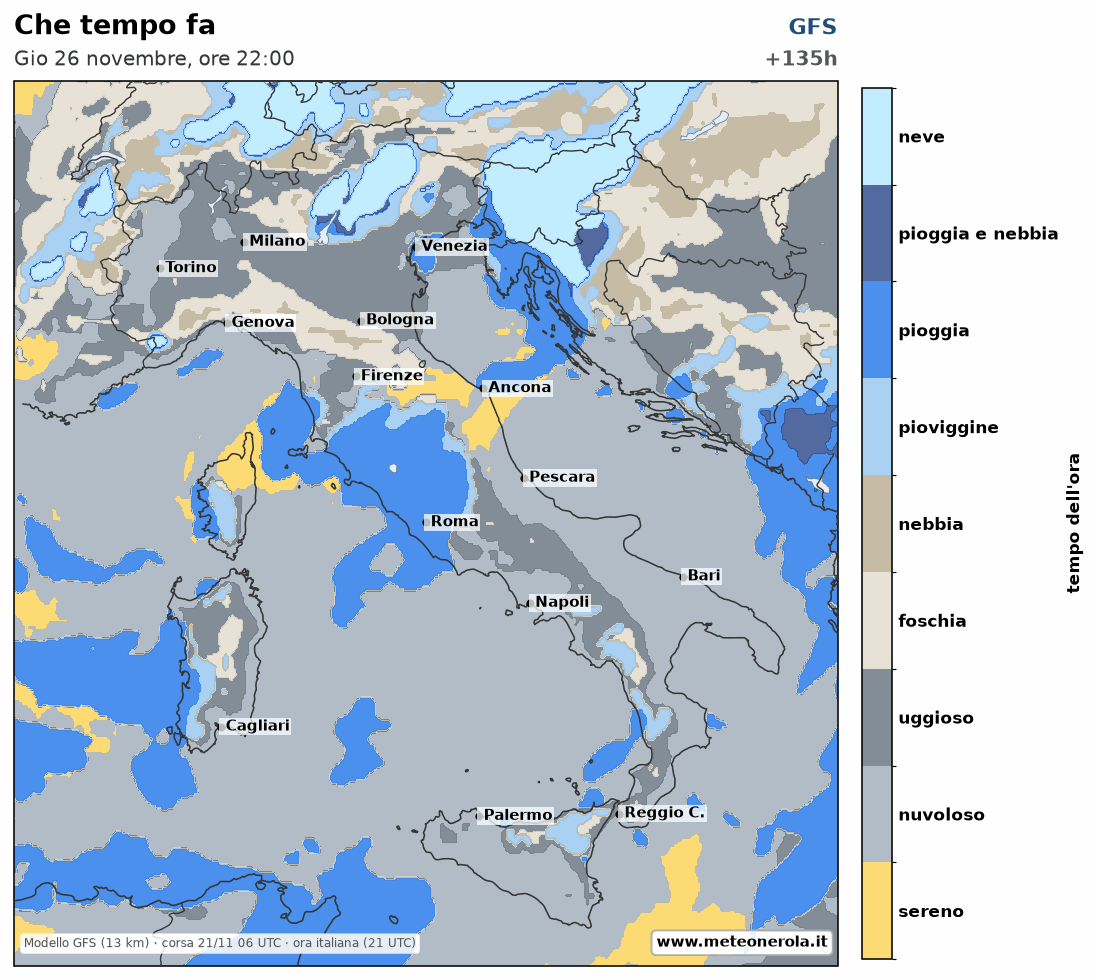 Che tempo fa
GFS
Gio 26 novembre, ore 22:00
+135h
neve
pioggia e nebbia
pioggia
pioviggine
nebbia
foschia
uggioso
nuvoloso
sereno
tempo dell'ora
Milano
Venezia
Torino
Genova
Bologna
Firenze
Ancona
Pescara
Roma
Bari
Napoli
Cagliari
Palermo
Reggio C.
Modello GFS (13 km) · corsa 21/11 06 UTC · ora italiana (21 UTC)
www.meteonerola.it